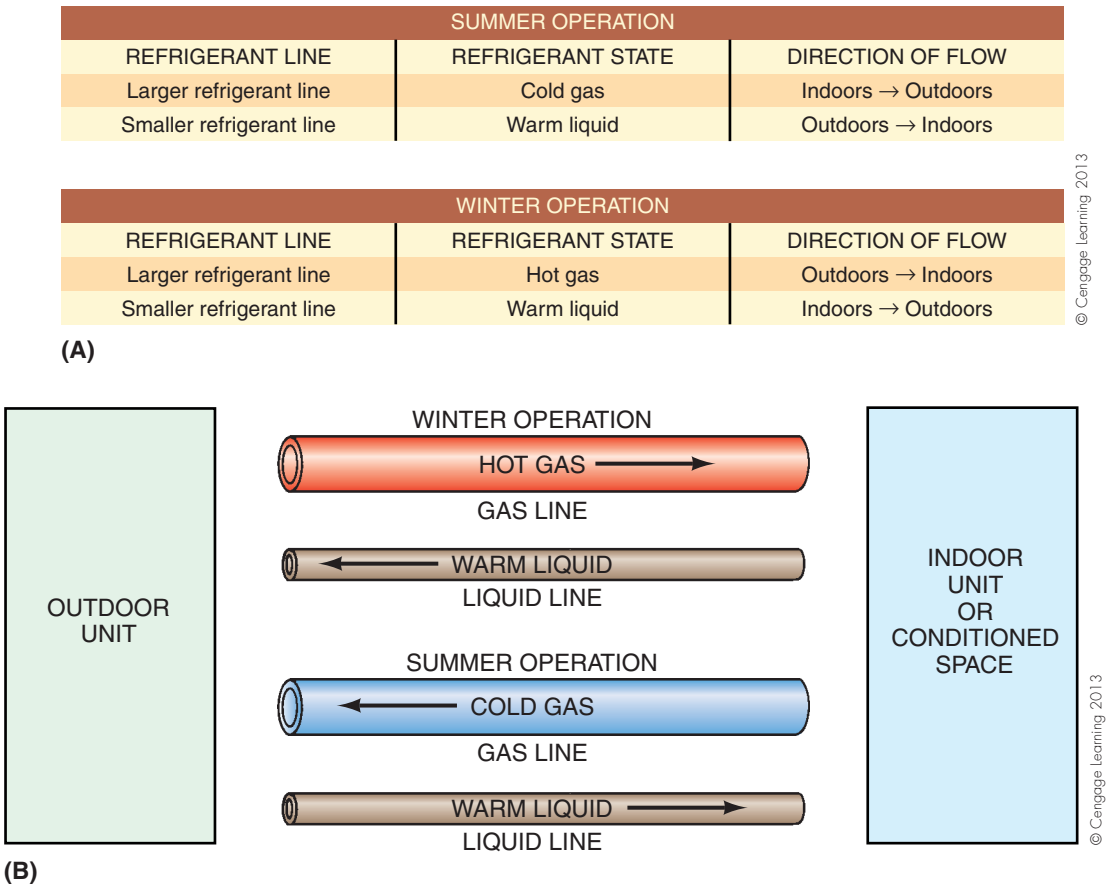 SUMMER OPERATION
REFRIGERANT LINE REFRIGERANT STATE DIRECTION OF FLOW
Larger refrigerant line Cold gas Indoors → Outdoors
Smaller refrigerant line Warm liquid Outdoors → Indoors
WINTER OPERATION
REFRIGERANT LINE REFRIGERANT STATE DIRECTION OF FLOW
Larger refrigerant line Hot gas Outdoors → Indoors
Smaller refrigerant line Warm liquid Indoors → Outdoors
© Cengage Learning 2013
(A)
OUTDOOR
UNIT
WINTER OPERATION
HOT GAS
GAS LINE
WARM LIQUID
LIQUID LINE
SUMMER OPERATION
COLD GAS
GAS LINE
WARM LIQUID
LIQUID LINE
INDOOR
UNIT
OR
CONDITIONED
SPACE
© Cengage Learning 2013
(B)